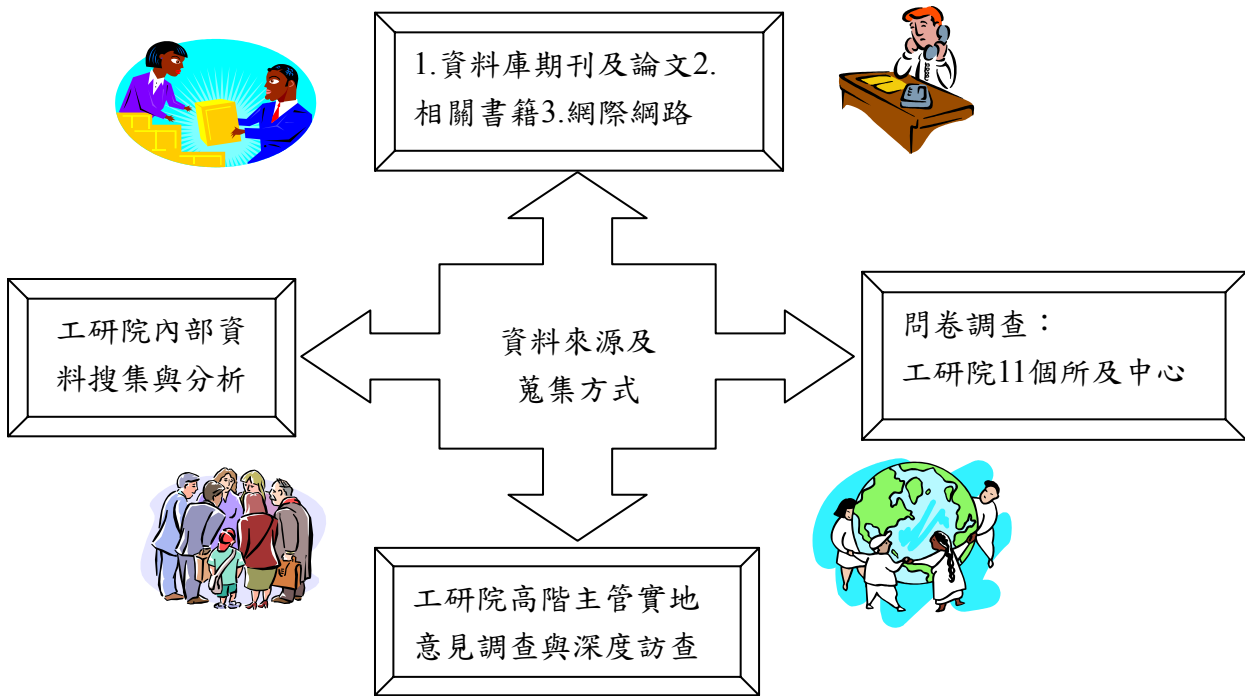 1.資料庫期刊及論文2.
相關書籍3.網際綱路
工研院內部資
料搜集與分析
資料來源及
蒐集方式
問卷調查：
工研院11個所及中心
工研院高階主管實地
意見調查與深度訪查